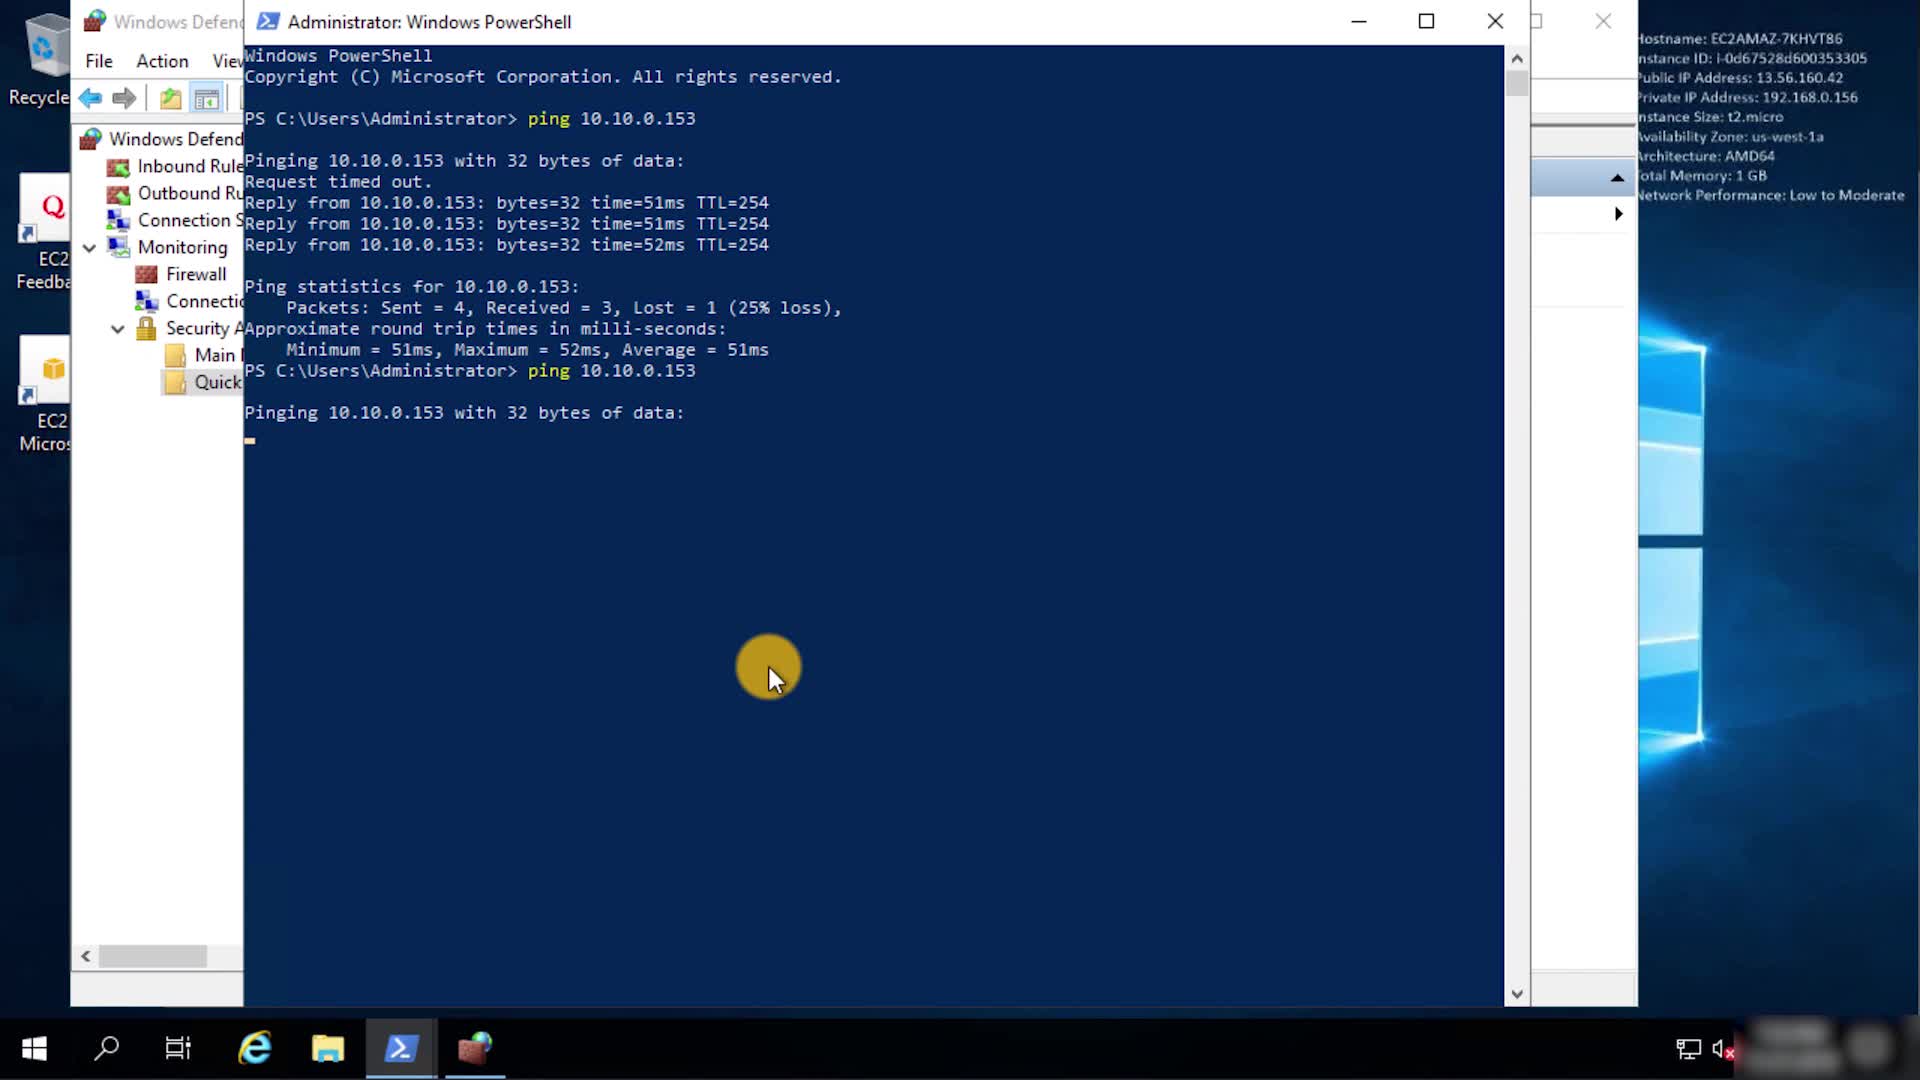 Windows Defend
Administrator: Windows PowerShell
File Action View
Recycle
Windows Defend
Inbound Rule
Outbound Ru
Connection S
Monitoring
Firewall
Connectio
Security A
Main
Quick
Q
EC2
Feedba
EC2
Micros
Windows PowerShell
Copyright (C) Microsoft Corporation. All rights reserved.
PS C:\Users\Administrator> ping 10.10.0.153
Pinging 10.10.0.153 with 32 bytes of data:
Request timed out.
Reply from 10.10.0.153: bytes=32 time=51ms TTL=254
Reply from 10.10.0.153: bytes=32 time=51ms TTL=254
Reply from 10.10.0.153: bytes=32 time=52ms TTL=254
Ping statistics for 10.10.0.153:
Packets: Sent = 4, Received = 3, Lost = 1 (25% loss),
Approximate round trip times in milli-seconds:
Minimum = 51ms, Maximum = 52ms, Average = 51ms
PS C:\Users\Administrator> ping 10.10.0.153
Pinging 10.10.0.153 with 32 bytes of data:
Hostname: EC2AMAZ-7KHVT86
Instance ID: i-0d67528d600353305
Public IP Address: 13.56.160.42
Private IP Address: 192.168.0.156
Instance Size: t2.micro
Availability Zone: us-west-1a
Architecture: AMD64
Total Memory: 1 GB
Network Performance: Low to Moderate